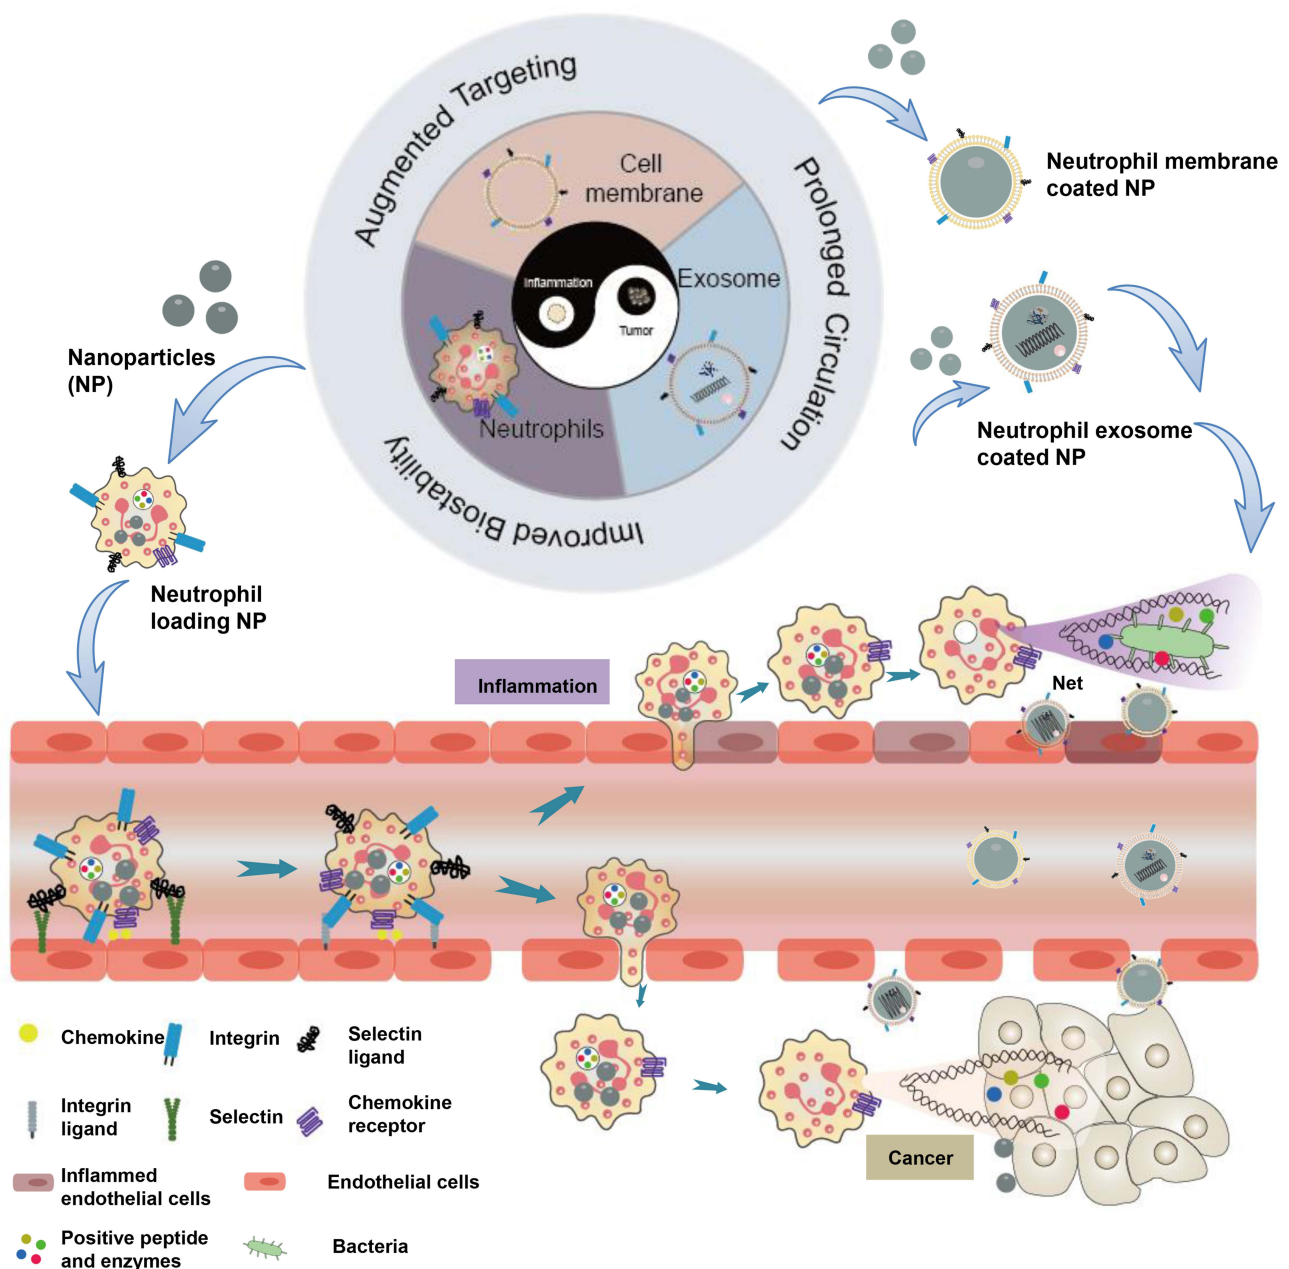 Augmented Targeting
Prolonged Circulation
Improved Biostability
Cell
membrane
Exosome
Neutrophils
Inflammation
Tumor
Neutrophil membrane
coated NP
Neutrophil exosome
coated NP
Nanoparticles
(NP)
Neutrophil
loading NP
Inflammation
Net
Cancer
Chemokine
Integrin
Selectin
ligand
Integrin
ligand
Selectin
Chemokine
receptor
Inflammed
endothelial cells
Endothelial cells
Positive peptide
and enzymes
Bacteria